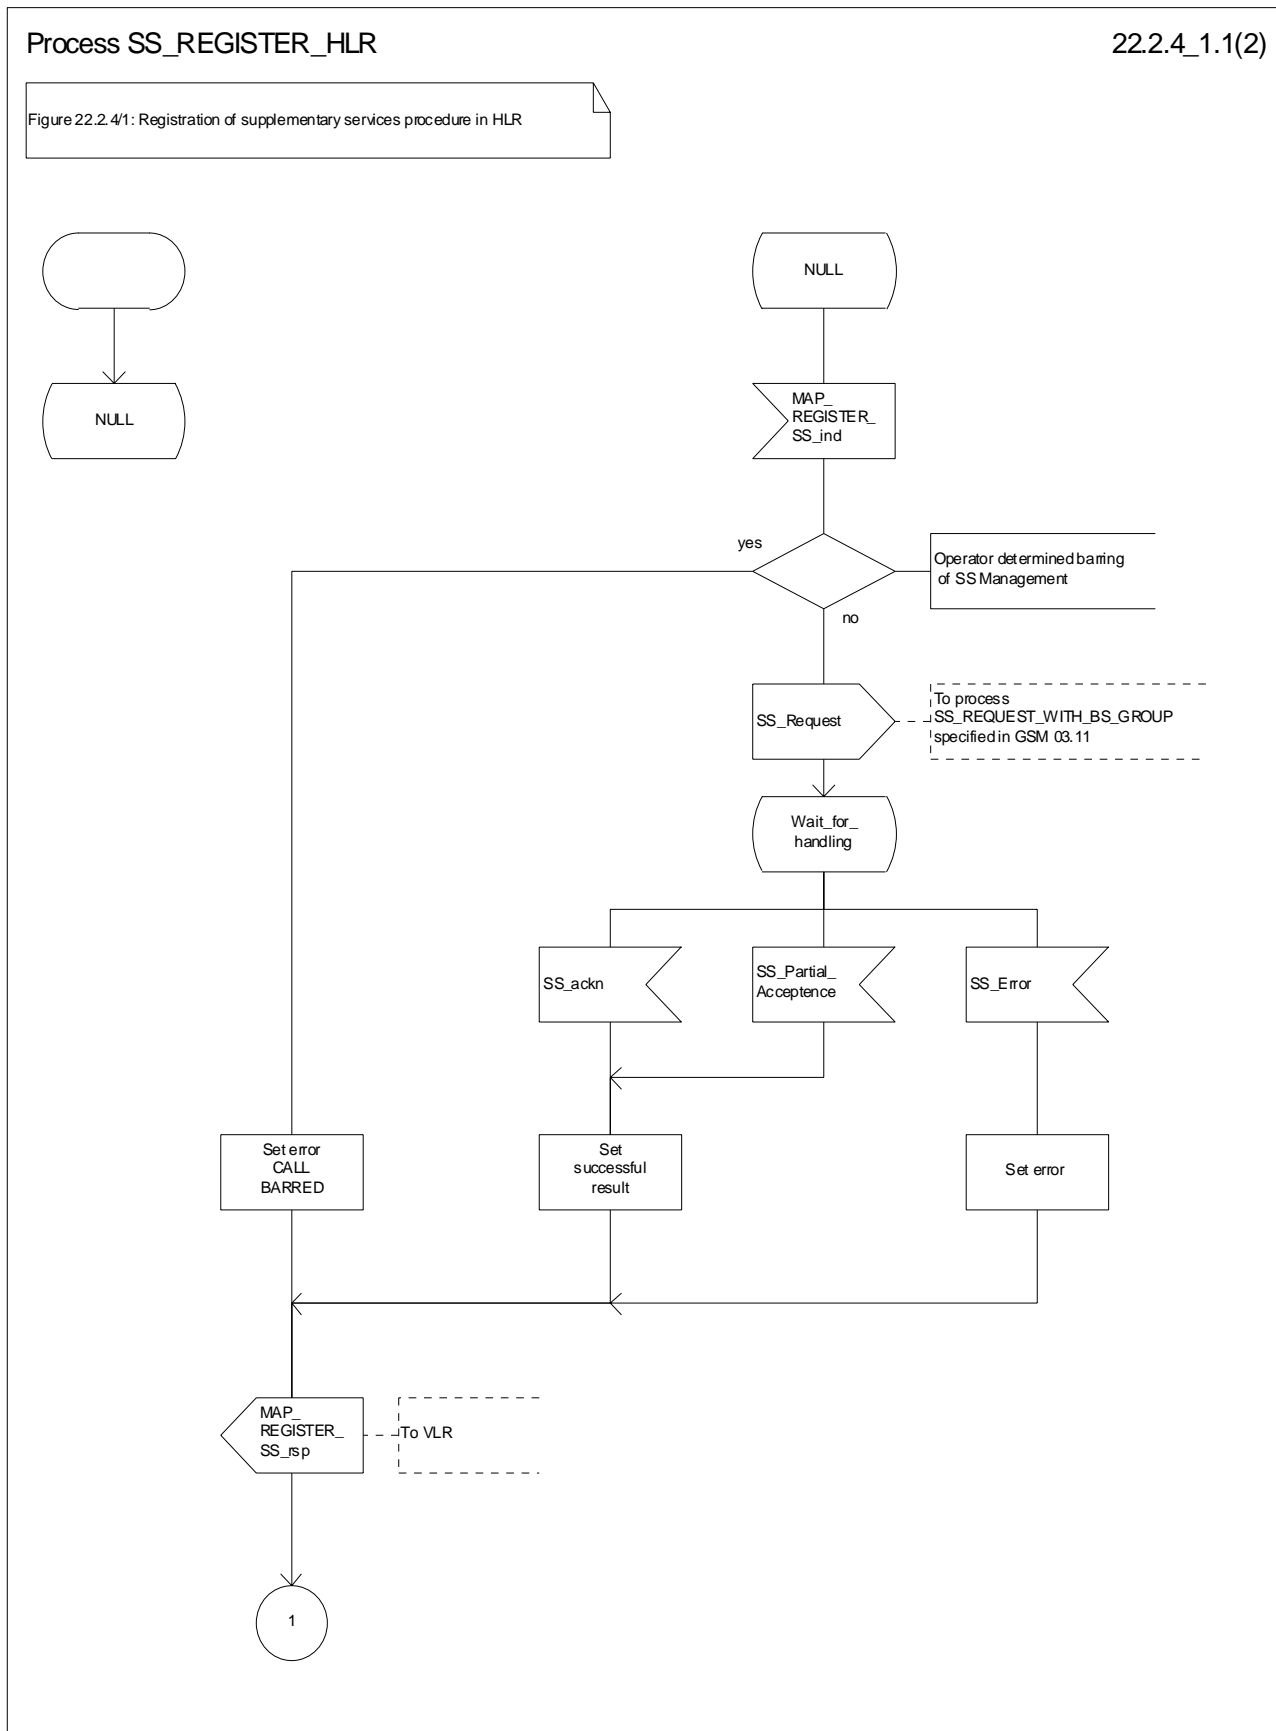 Process SS_REGISTER_HLR
22.2.4_1.1(2)
Figure 22.2.4/1: Registration of supplementary services procedure in HLR
NULL
NULL
MAP_
REGISTER_
SS_ind
yes
Operator determined barring
of SS Management
no
SS_Request
To process
SS_REQUEST_WITH_BS_GROUP
specified in GSM 03.11
Wait_for_
handling
SS_ackn
SS_Partial_
Acceptence
SS_Error
Set error
CALL
BARRED
Set
successful
result
Set error
MAP_
REGISTER_
SS_rsp
To VLR
1